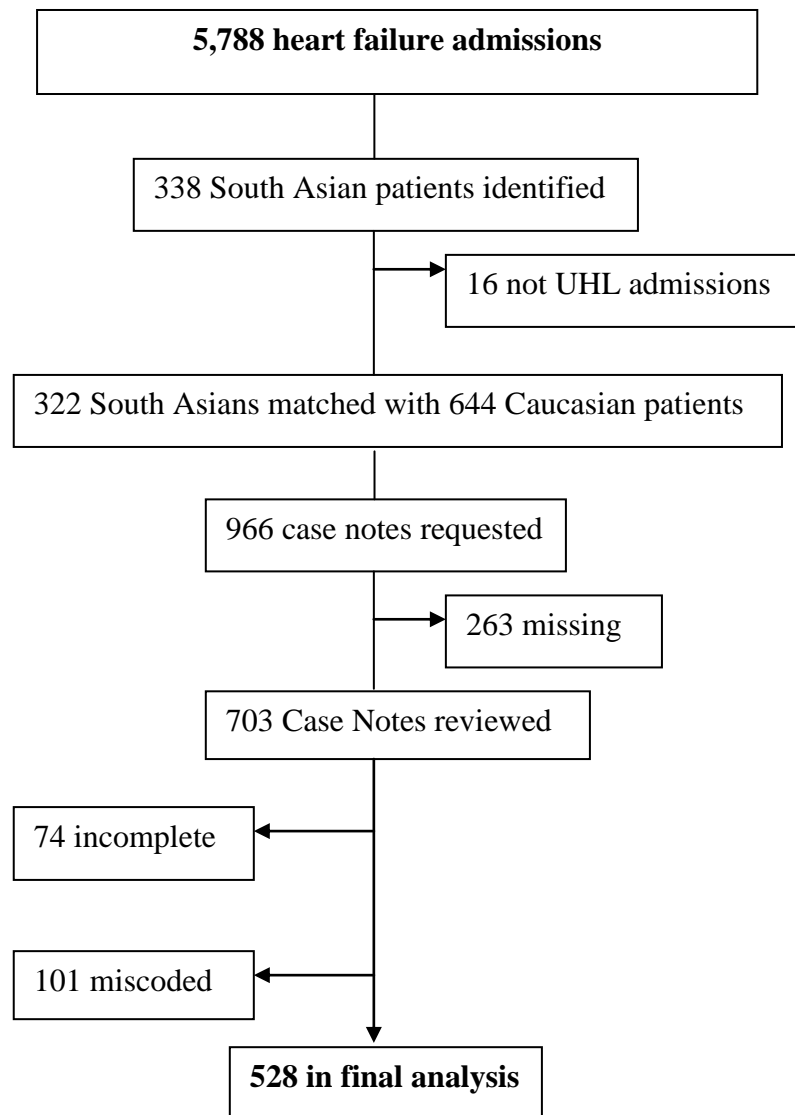 5,788 heart failure admissions
338 South Asian patients identified
16 not UHL admissions
322 South Asians matched with 644 Caucasian patients
966 case notes requested
263 missing
703 Case Notes reviewed
74 incomplete
101 miscoded
528 in final analysis